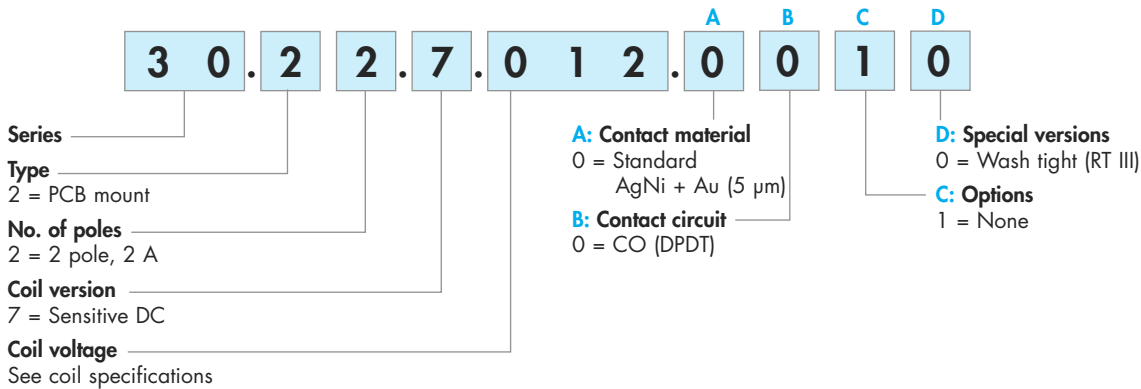 A B C D
3 0 . 2 2 . 7 . 0 1 2 . 0 0 1 0
Series
Type
2 = PCB mount
No. of poles
2 = 2 pole, 2 A
Coil version
7 = Sensitive DC
Coil voltage
See coil specifications
A: Contact material
0 = Standard
AgNi + Au (5 µm)
B: Contact circuit
0 = CO (DPDT)
D: Special versions
0 = Wash tight (RT III)
C: Options
1 = None